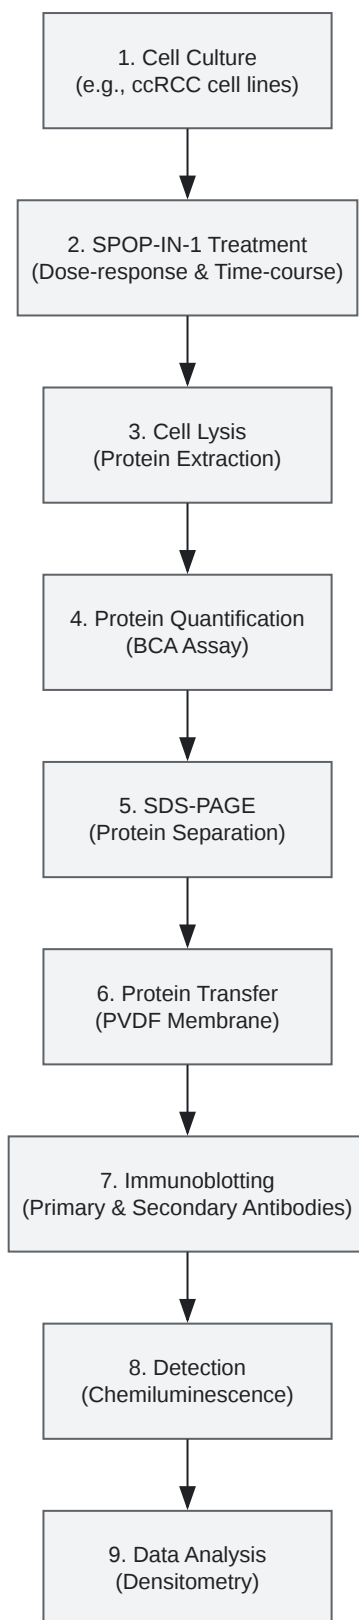 1. Cell Culture
(e.g., ccRCC cell lines)
2. SPOP-IN-1 Treatment
(Dose-response & Time-course)
3. Cell Lysis
(Protein Extraction)
4. Protein Quantification
(BCA Assay)
5. SDS-PAGE
(Protein Separation)
6. Protein Transfer
(PVDF Membrane)
7. Immunoblotting
(Primary & Secondary Antibodies)
8. Detection
(Chemiluminescence)
9. Data Analysis
(Densitometry)